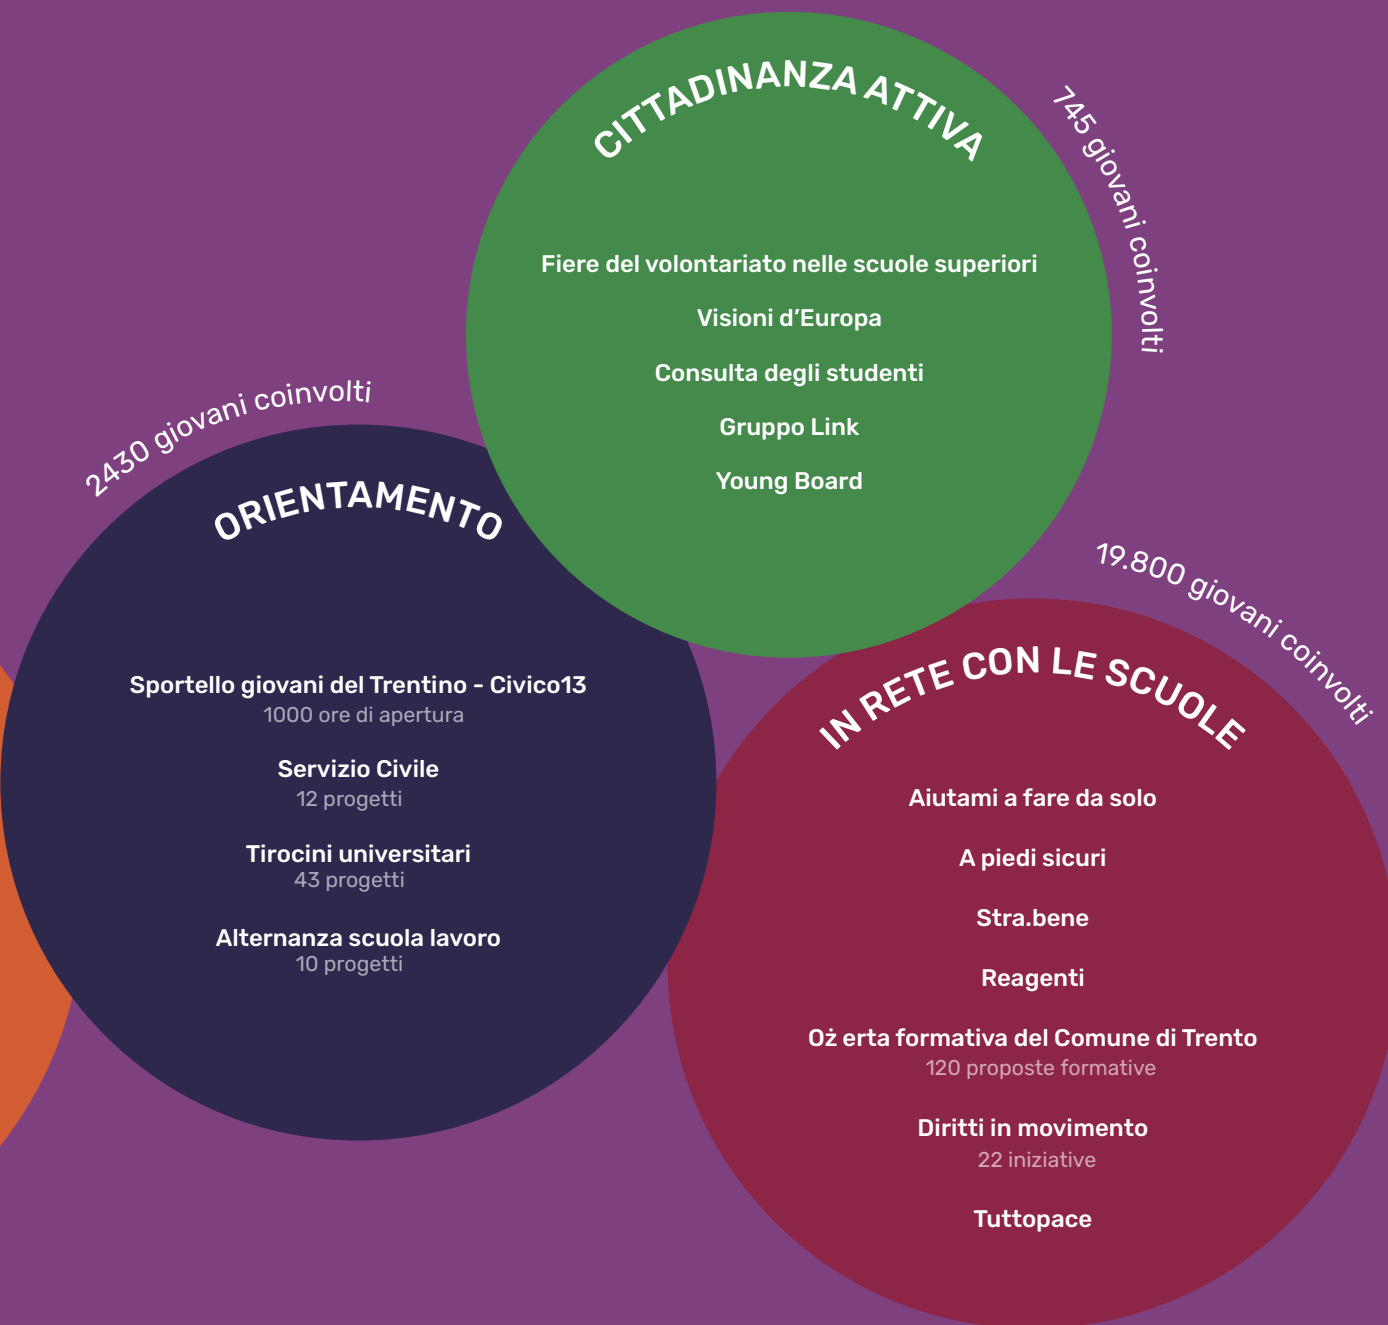 CITTADINANZA ATTIVA
745 giovani coinvolti
Fiere del volontariato nelle scuole superiori
Visioni d’Europa
Consulta degli studenti
Gruppo Link
Young Board
2430 giovani coinvolti
ORIENTAMENTO
Sportello giovani del Trentino - Civico13
1000 ore di apertura
Servizio Civile
12 progetti
Tirocini universitari
43 progetti
Alternanza scuola lavoro
10 progetti
19.800 giovani coinvolti
IN RETE CON LE SCUOLE
Aiutami a fare da solo
A piedi sicuri
Stra.bene
Reagenti
Oż erta formativa del Comune di Trento
120 proposte formative
Diritti in movimento
22 iniziative
Tuttopace